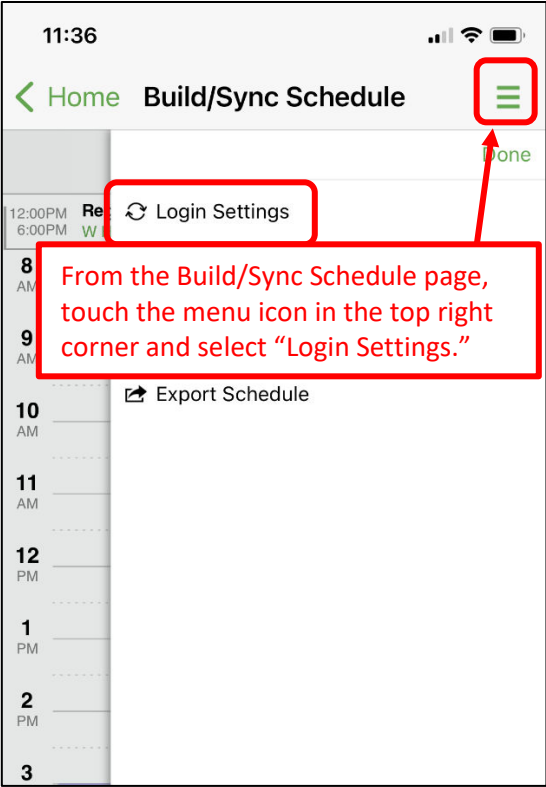 11:36
Home Build/Sync Schedule
Done
12:00PM Re
6:00PM W
Login Settings
From the Build/Sync Schedule page,
touch the menu icon in the top right
corner and select “Login Settings.”
8
AM
9
AM
Export Schedule
10
AM
11
AM
12
PM
1
PM
2
PM
3